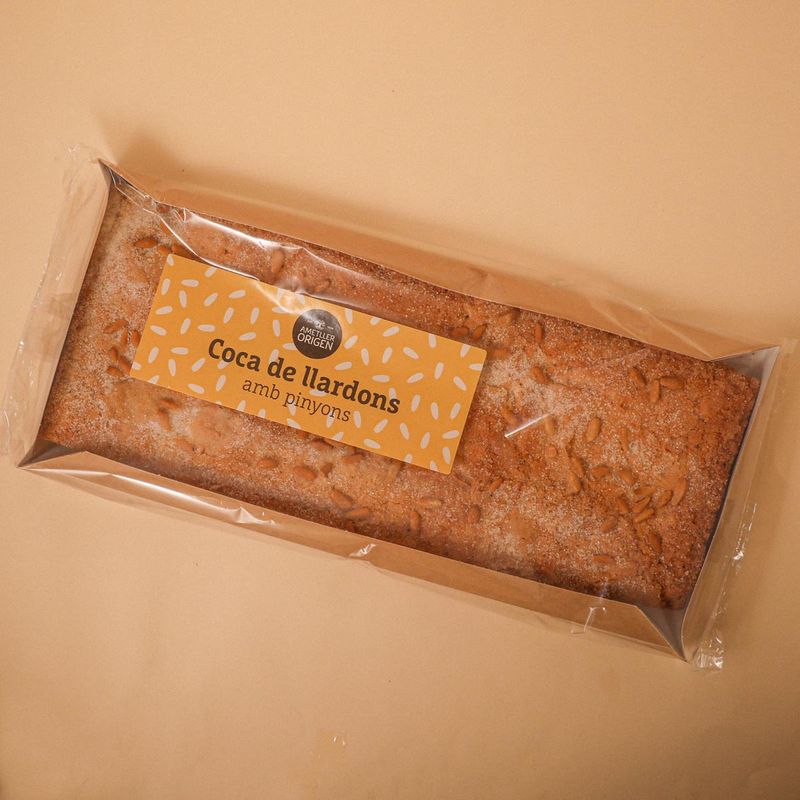 AMETLLER
ORIGEN
Coca de llardons
amb pinyons